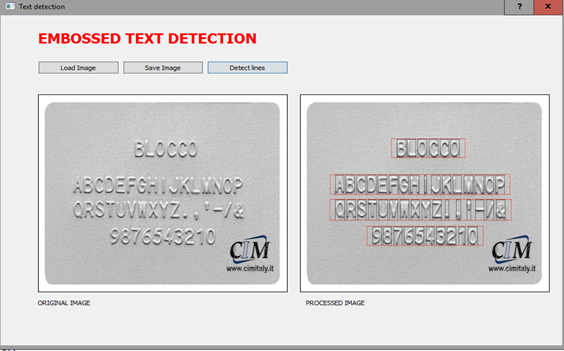 Text detection
? ×
EMBOSSED TEXT DETECTION
Load Image Save Image Detect lines
BLOCCO
ABCDEFGHIJKLMNOP
QRSTUVWXYZ.,'-/&
9876543210
CIM
www.cimitaly.it
ORIGINAL IMAGE
BLOCCO
ABCDEFGHIJKLMNOP
QRSTUVWXYZ.,'-/&
9876543210
CIM
www.cimitaly.it
PROCESSED IMAGE